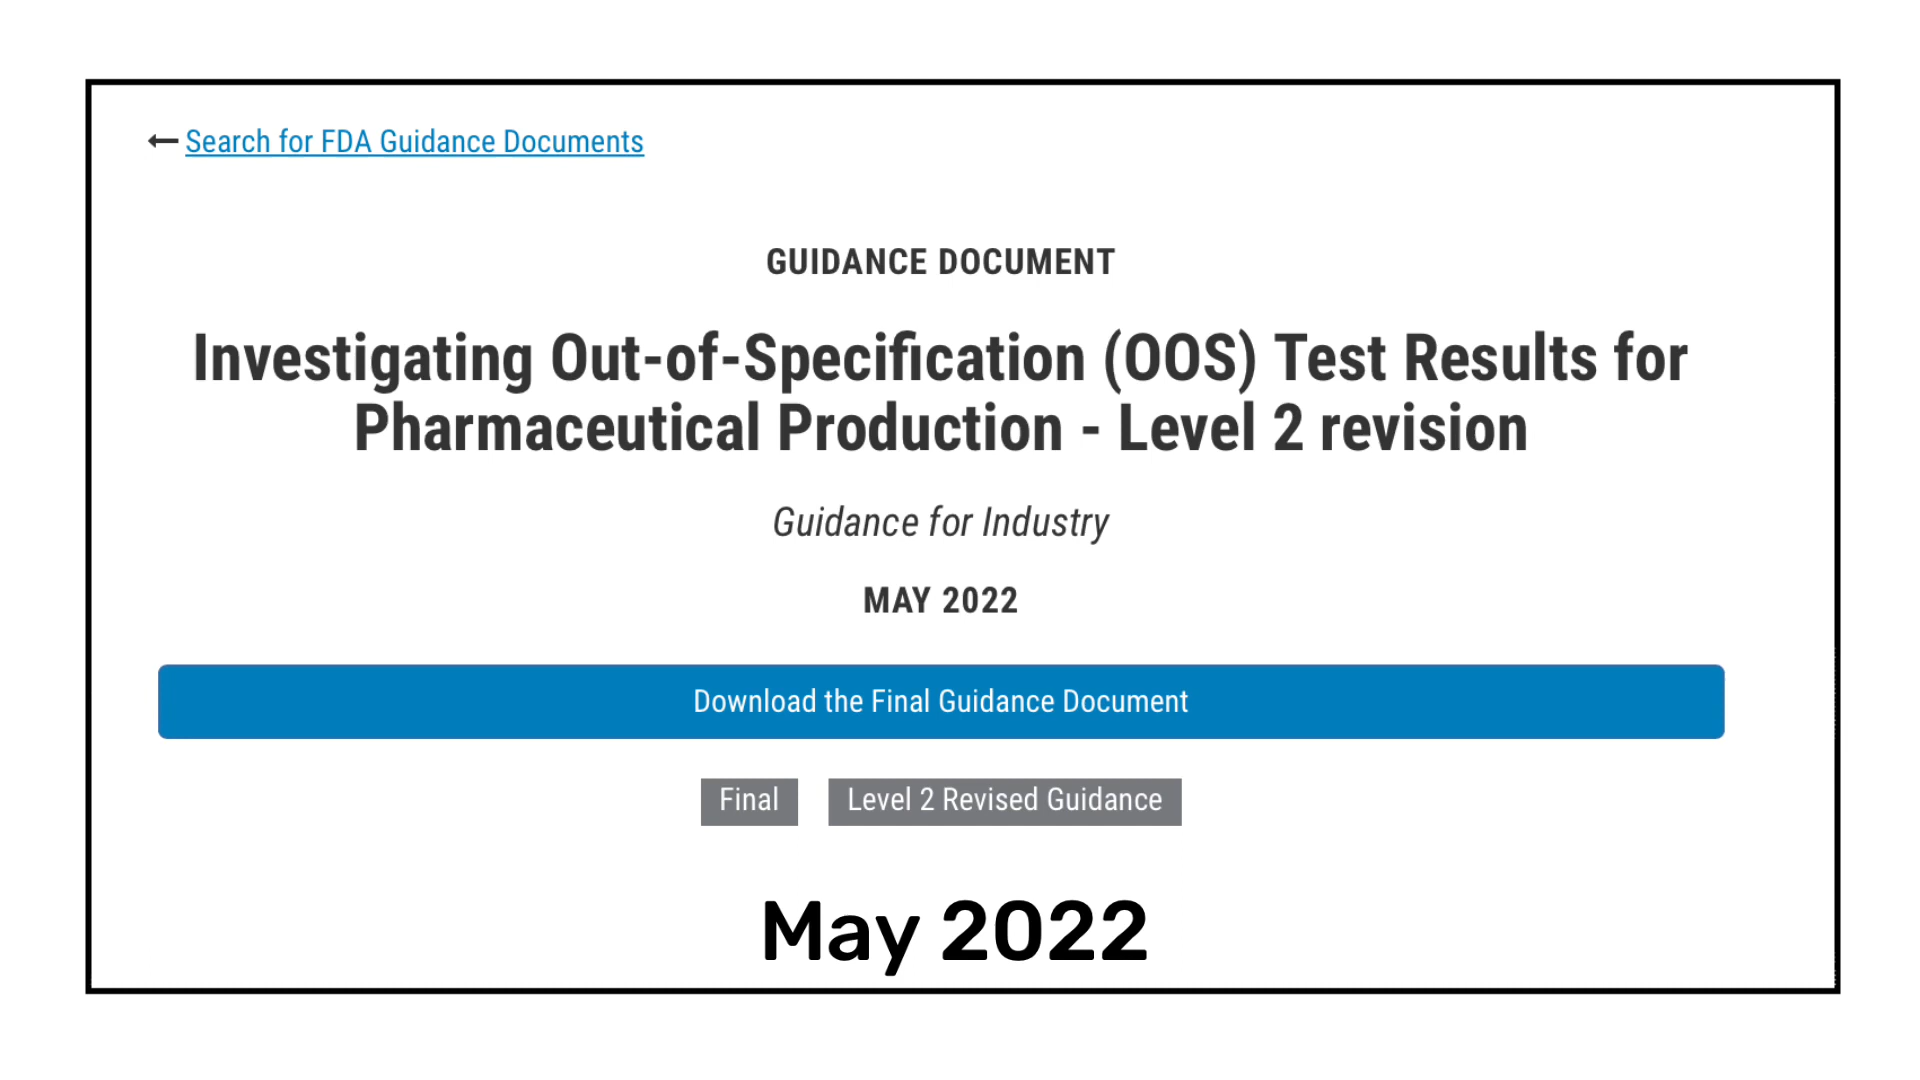 Search for FDA Guidance Documents
GUIDANCE DOCUMENT
Investigating Out-of-Specification (OOS) Test Results for
Pharmaceutical Production - Level 2 revision
Guidance for Industry
MAY 2022
Download the Final Guidance Document
Final
Level 2 Revised Guidance
May 2022